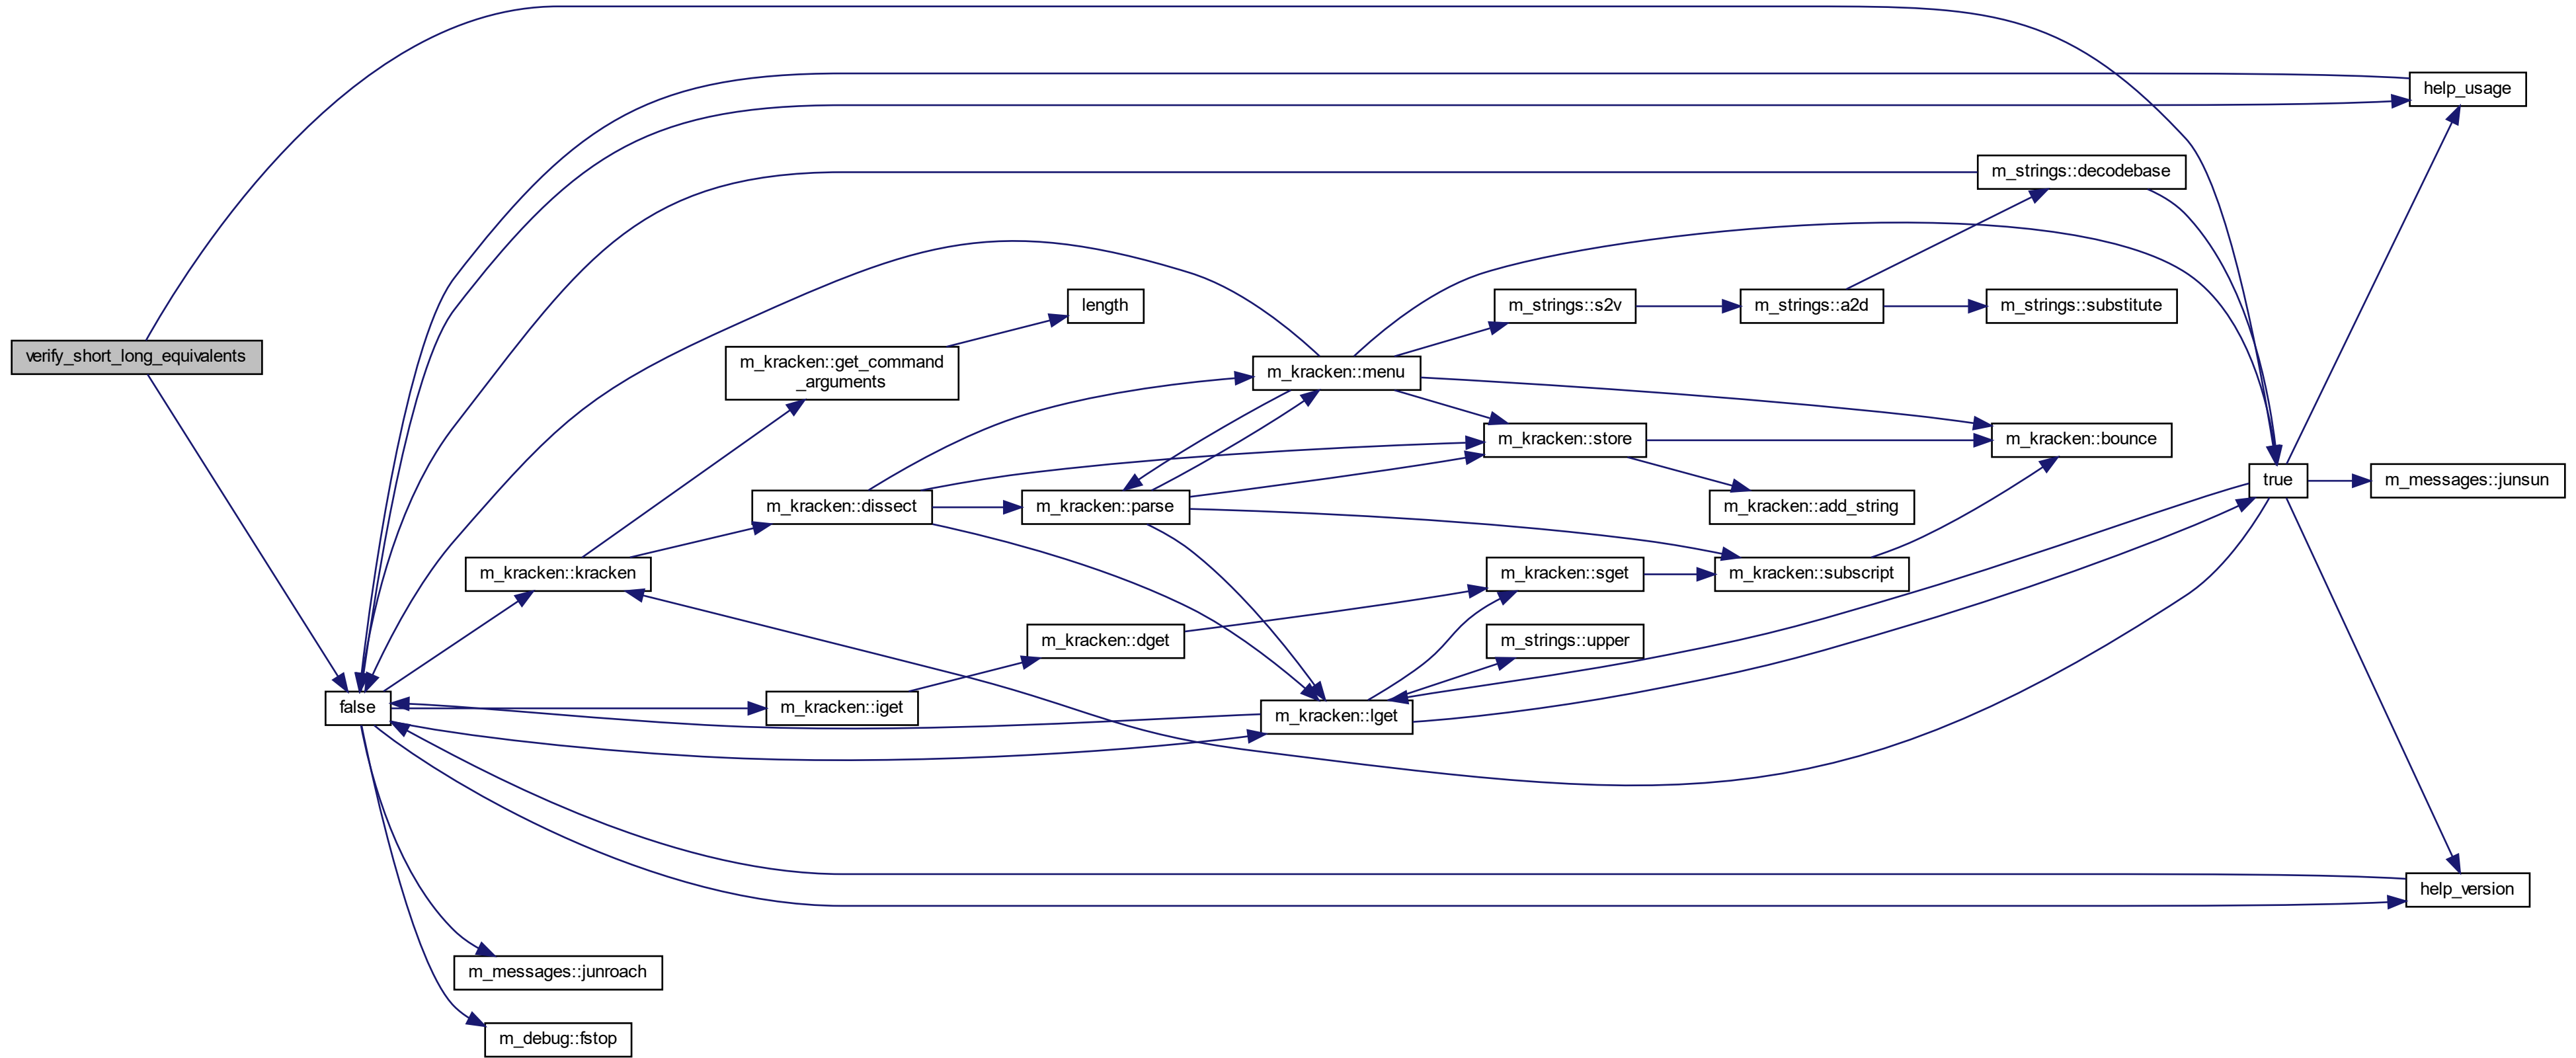 help_usage
m_strings::decodebase
length
m_strings::s2v
m_strings::a2d
m_strings::substitute
verify_short_long_equivalents
m_kracken::get_command
_arguments
m_kracken::menu
m_kracken::store
m_kracken::bounce
true
m_messages::junsun
m_kracken::dissect
m_kracken::parse
m_kracken::add_string
m_kracken::kracken
m_kracken::sget
m_kracken::subscript
m_kracken::dget
m_strings::upper
false
m_kracken::iget
m_kracken::lget
help_version
m_messages::junroach
m_debug::fstop